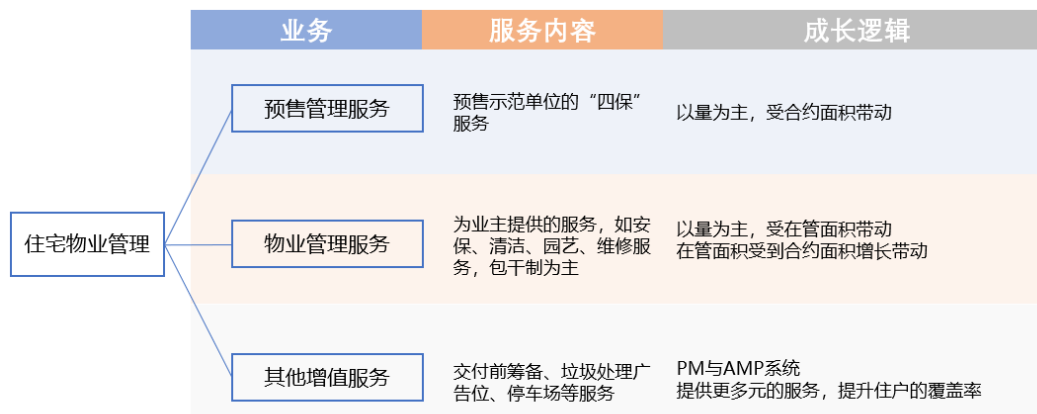 业务
服务内容
成长逻辑
预售管理服务
预售示范单位的“四保”
服务
以量为主，受合约面积带动
住宅物业管理
物业管理服务
为业主提供的服务，如安
保、清洁、园艺、维修服
务，包干制为主
以量为主，受在管面积带动
在管面积受到合约面积增长带动
其他增值服务
交付前筹备、垃圾处理广
告位、停车场等服务
PM与AMP系统
提供更多元的服务，提升住户的覆盖率